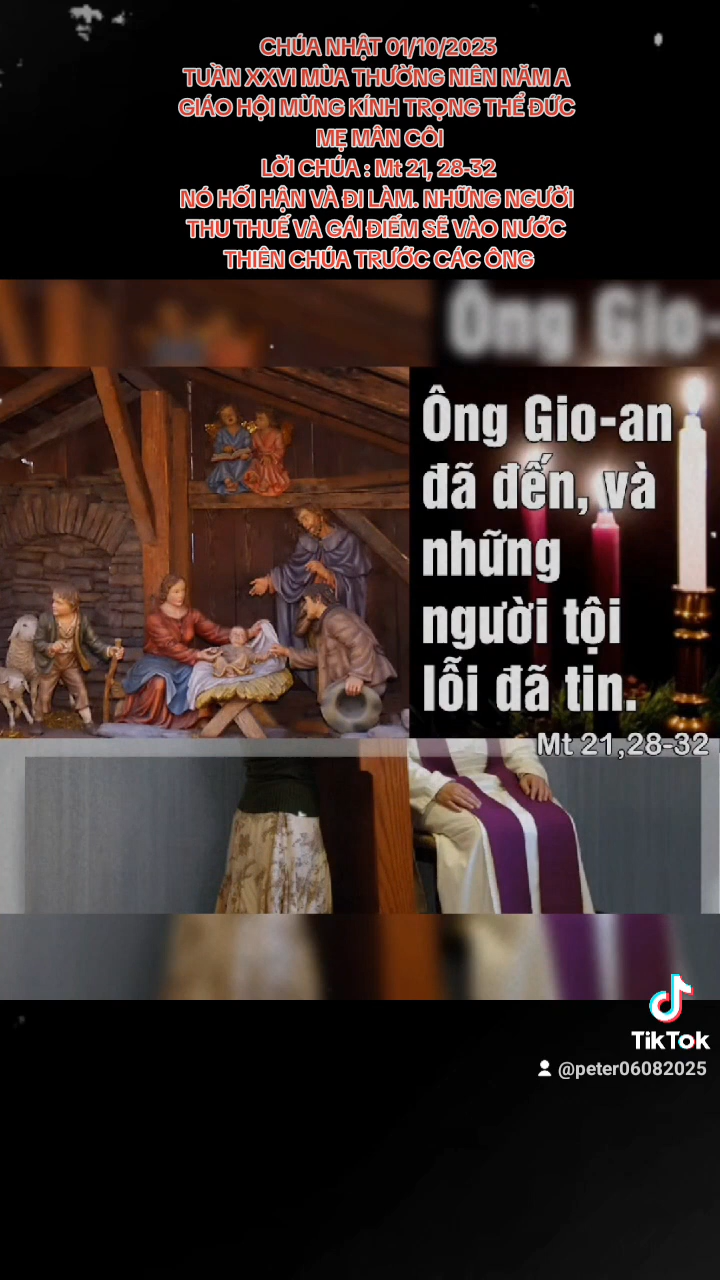 CHÚA NHẬT 01/10/2023
TUẦN XXVI MÙA THƯỜNG NIÊN NĂM A
GIÁO HỘI MỪNG KÍNH TRỌNG THỂ ĐỨC
MẸ MÂN CÔI
LỜI CHÚA : Mt 21, 28-32
NÓ HỐI HẬN VÀ ĐI LÀM. NHỮNG NGƯỜI
THU THUẾ VÀ GÁI ĐIẾM SẼ VÀO NƯỚC
THIÊN CHÚA TRƯỚC CÁC ÔNG
Ông Gio-
Ông Gio-an
đã đến, và
những
người tội
lỗi đã tin.
Mt 21,28-32
TikTok
@peter06082025